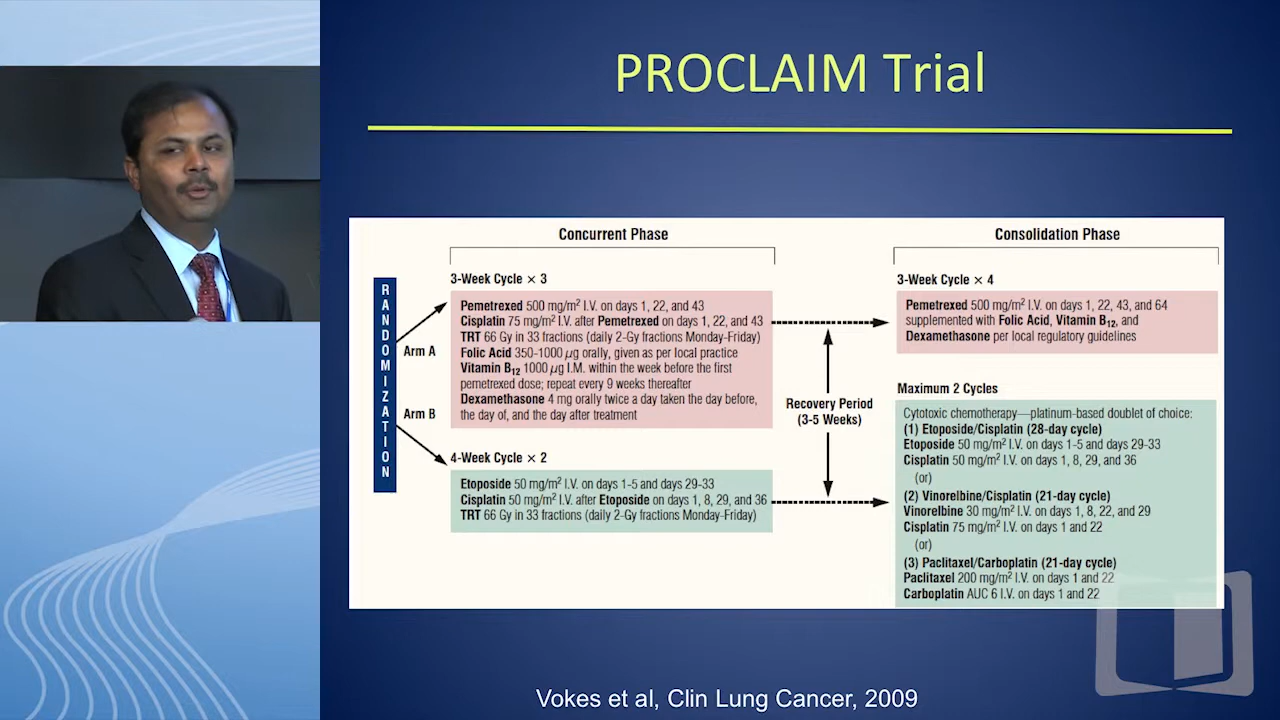 PROCLAIM Trial
Concurrent Phase
Consolidation Phase
RANDOMIZATION
Arm A
Arm B
3-Week Cycle × 3
Pemetrexed 500 mg/m² I.V. on days 1, 22, and 43
Cisplatin 75 mg/m² I.V. after Pemetrexed on days 1, 22, and 43
TRT 66 Gy in 33 fractions (daily 2-Gy fractions Monday-Friday)
Folic Acid 350-1000 µg orally, given as per local practice
Vitamin B₁₂ 1000 µg I.M. within the week before the first
pemetrexed dose; repeat every 9 weeks thereafter
Dexamethasone 4 mg orally twice a day taken the day before,
the day of, and the day after treatment
4-Week Cycle × 2
Etoposide 50 mg/m² I.V. on days 1-5 and days 29-33
Cisplatin 50 mg/m² I.V. after Etoposide on days 1, 8, 29, and 36
TRT 66 Gy in 33 fractions (daily 2-Gy fractions Monday-Friday)
Recovery Period
(3-5 Weeks)
3-Week Cycle × 4
Pemetrexed 500 mg/m² I.V. on days 1, 22, 43, and 64
supplemented with Folic Acid, Vitamin B₁₂, and
Dexamethasone per local regulatory guidelines
Maximum 2 Cycles
Cytotoxic chemotherapy—platinum-based doublet of choice:
(1) Etoposide/Cisplatin (28-day cycle)
Etoposide 50 mg/m² I.V. on days 1-5 and days 29-33
Cisplatin 50 mg/m² I.V. on days 1, 8, 29, and 36
(or)
(2) Vinorelbine/Cisplatin (21-day cycle)
Vinorelbine 30 mg/m² I.V. on days 1, 8, 22, and 29
Cisplatin 75 mg/m² I.V. on days 1 and 22
(or)
(3) Paclitaxel/Carboplatin (21-day cycle)
Paclitaxel 200 mg/m² I.V. on days 1 and 22
Carboplatin AUC 6 I.V. on days 1 and 22
Vokes et al, Clin Lung Cancer, 2009